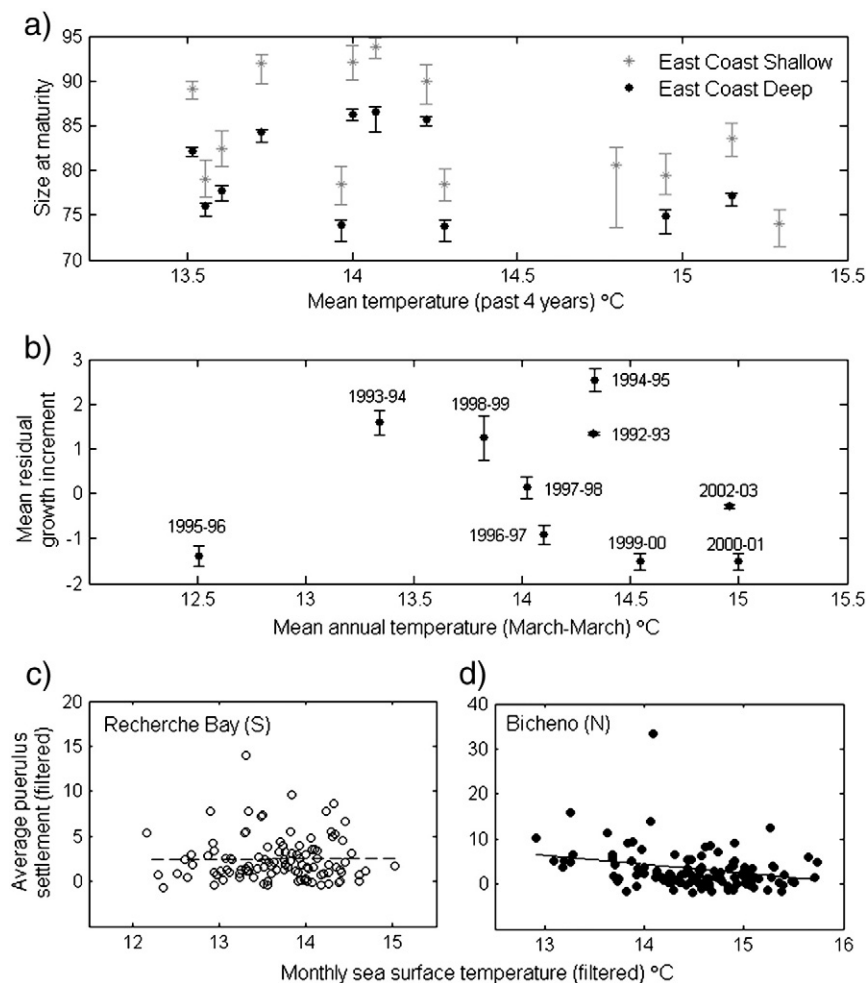 a)
95
90
85
80
75
70
Size at maturity
East Coast Shallow
East Coast Deep
13.5 14 14.5 15 15.5
Mean temperature (past 4 years) °C
b)
3
2
1
0
-1
-2
Mean residual
growth increment
1994-95
1993-94
1998-99
1992-93
1997-98
2002-03
1996-97
1995-96
1999-00
2000-01
12.5 13 13.5 14 14.5 15 15.5
Mean annual temperature (March-March) °C
c)
20
15
10
5
0
Average puerulus
settlement (filtered)
Recherche Bay (S)
12 13 14 15
d)
40
30
20
10
0
Bicheno (N)
13 14 15 16
Monthly sea surface temperature (filtered) °C